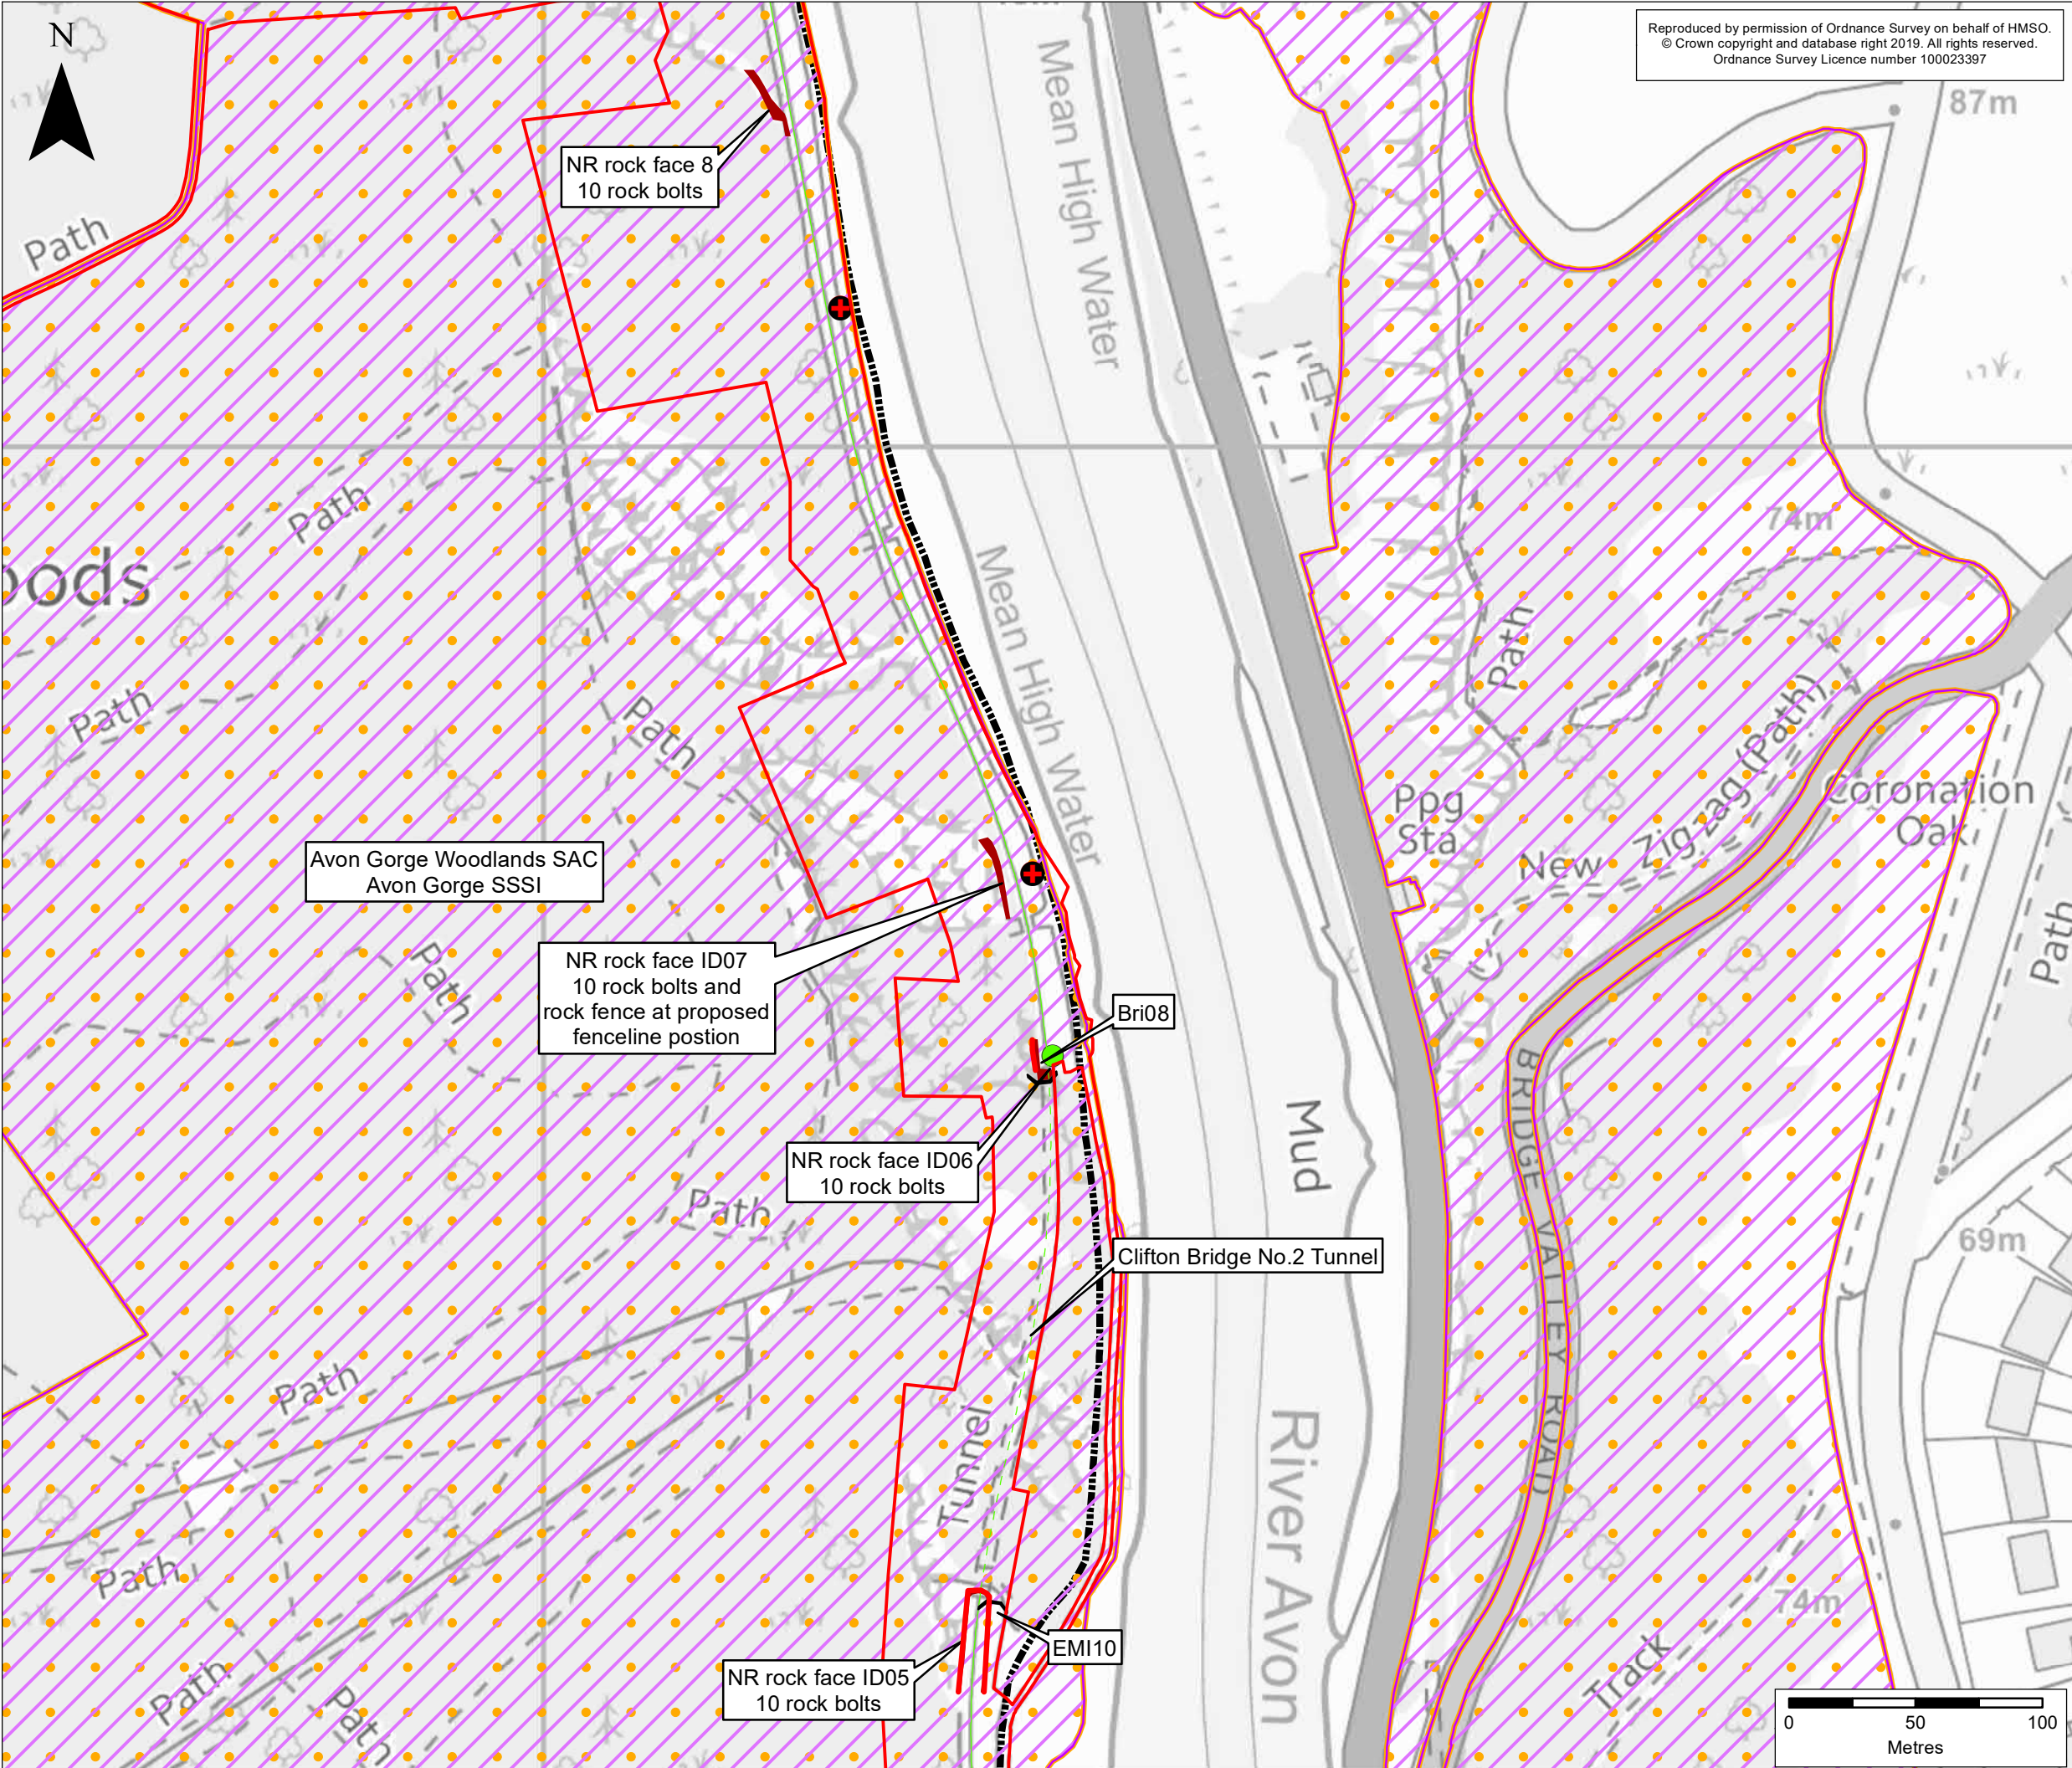 N
Reproduced by permission of Ordnance Survey on behalf of HMSO.
© Crown copyright and database right 2019. All rights reserved.
Ordnance Survey Licence number 100023397
87m
Mean High Water
NR rock face 8
10 rock bolts
Path
Path
74m
oods
Mean High Water
Path
Path
Path
New Zig zag (Path)
Ppg
Sta
Coronation
Oak
Avon Gorge Woodlands SAC
Avon Gorge SSSI
Path
Path
NR rock face ID07
10 rock bolts and
rock fence at proposed
fenceline postion
Bri08
BRIDGE VALLEY ROAD
Mud
NR rock face ID06
10 rock bolts
Path
69m
Clifton Bridge No.2 Tunnel
Path
Tunnel
River Avon
Path
74m
EMI10
NR rock face ID05
10 rock bolts
Path
Path
Track
0 50 100
Metres